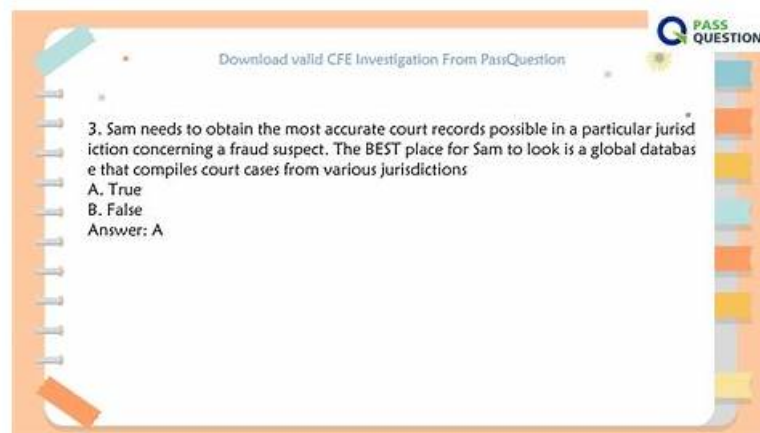 PASS
QUESTION
Download valid CFE Investigation From PassQuestion
3. Sam needs to obtain the most accurate court records possible in a particular jurisd
iction concerning a fraud suspect. The BEST place for Sam to look is a global databas
e that compiles court cases from various jurisdictions
A. True
B. False
Answer: A